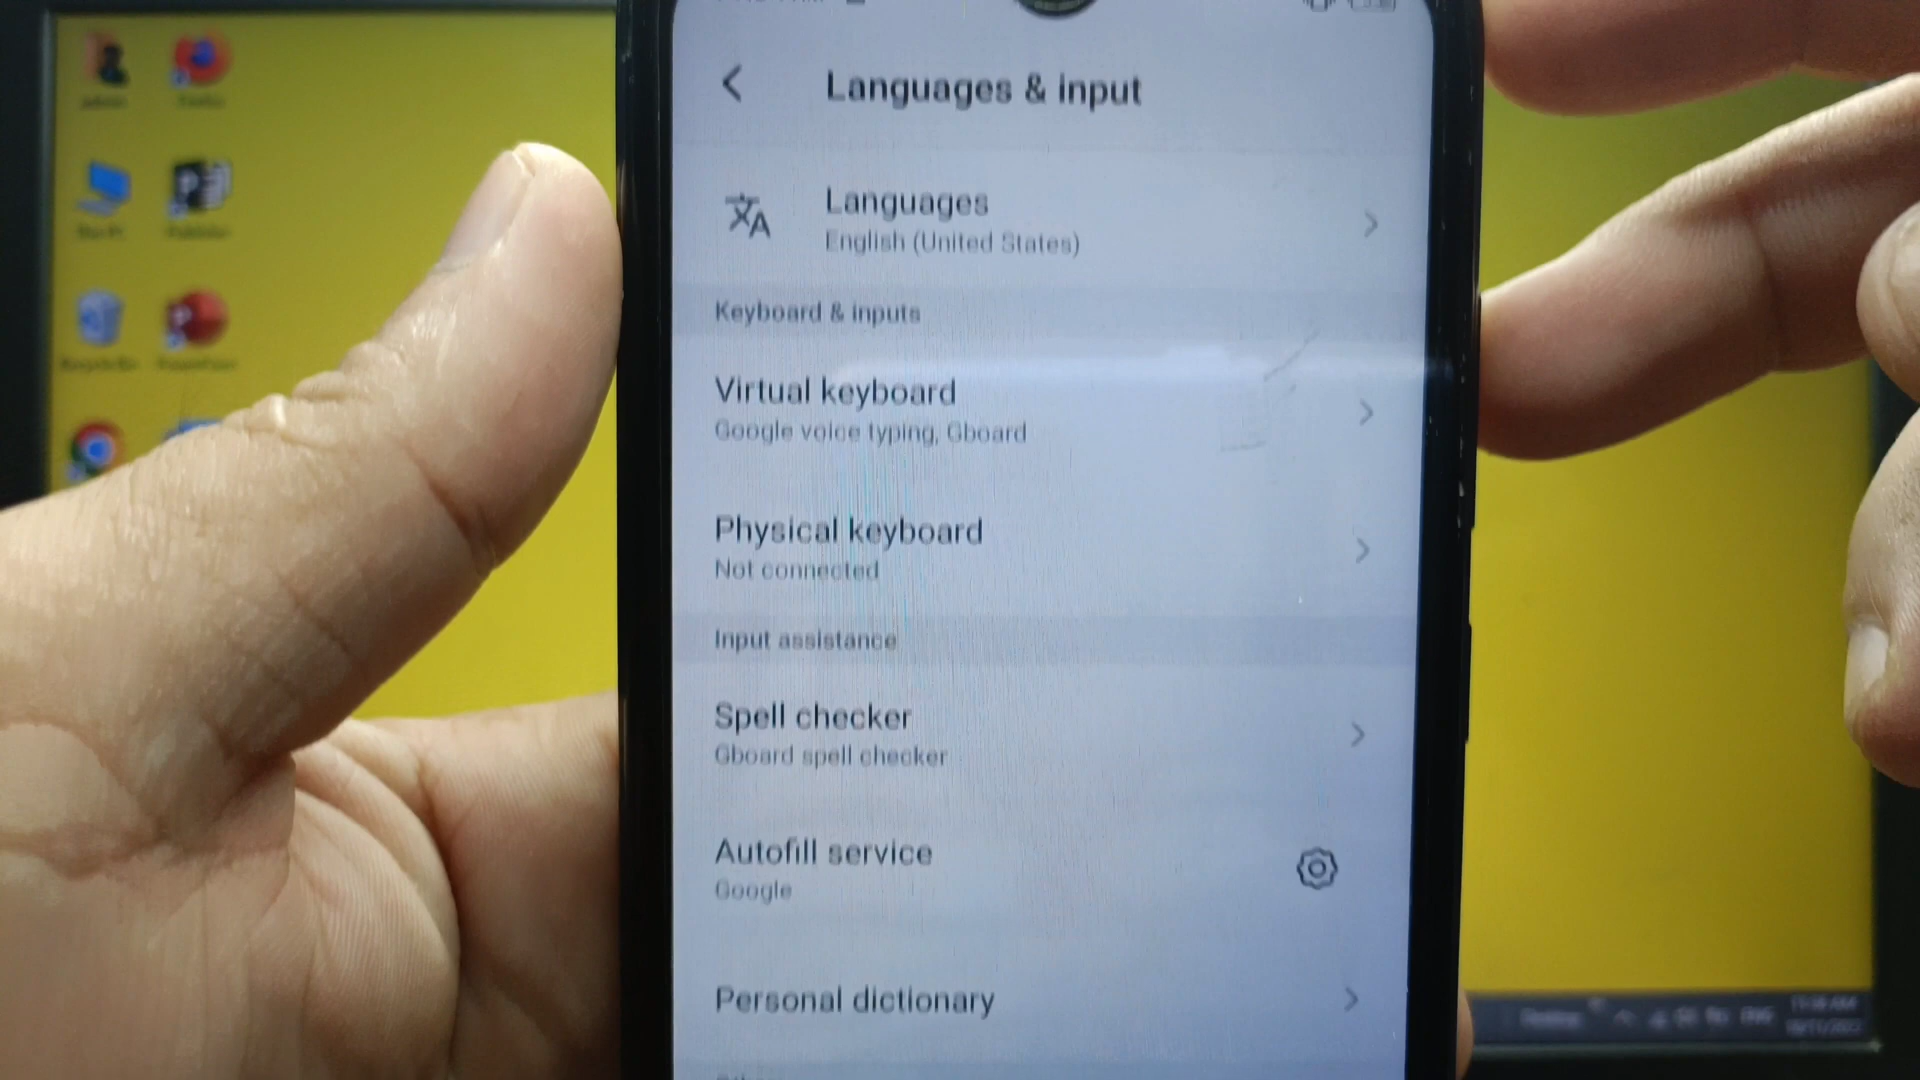 Languages & input
Languages
English (United States)
Keyboard & inputs
Virtual keyboard
Google voice typing, Gboard
Physical keyboard
Not connected
Input assistance
Spell checker
Gboard spell checker
Autofill service
Google
Personal dictionary